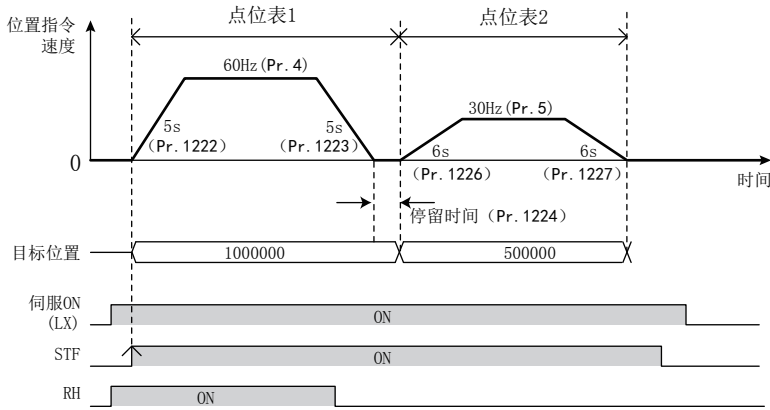 点位表1
点位表2
位置指令
速度
60Hz(Pr.4)
30Hz(Pr.5)
5s
(Pr.1222)
5s
(Pr.1223)
6s
(Pr.1226)
6s
(Pr.1227)
0
时间
停留时间（Pr.1224）
目标位置
1000000
500000
伺服ON
(LX)
ON
STF
ON
RH
ON